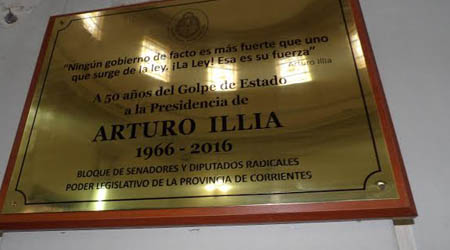 "Ningún gobierno de facto es más fuerte que uno
que surge de la ley. ¡La Ley! Esa es su fuerza"
Arturo illia
A 50 años del Golpe de Estado
a la Presidencia de
ARTURO ILLIA
1966 - 2016
BLOQUE DE SENADORES Y DIPUTADOS RADICALES
PODER LEGISLATIVO DE LA PROVINCIA DE CORRIENTES